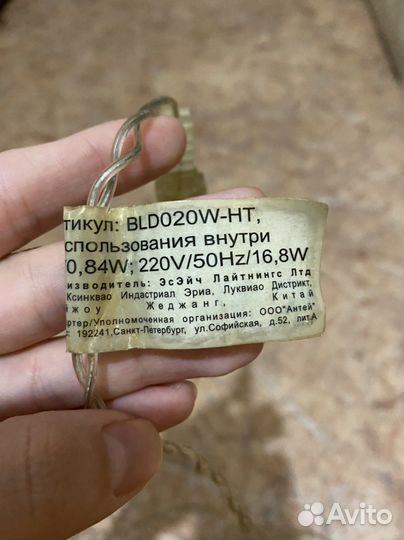 тикул: BLD020W-HT,
спользования внутри
0,84W; 220V/50Hz/16,8W
изводитель: ЭсЭйч Лайтнингс Лтд
Ксинквао Индастриал Эриа, Луквиао Дистрикт,
жоу Жеджанг, Китай
ртер/Уполномоченная организация: ООО"Антей"
192241,Санкт-Петербург, ул.Софийская, д.52, лит.А
Avito